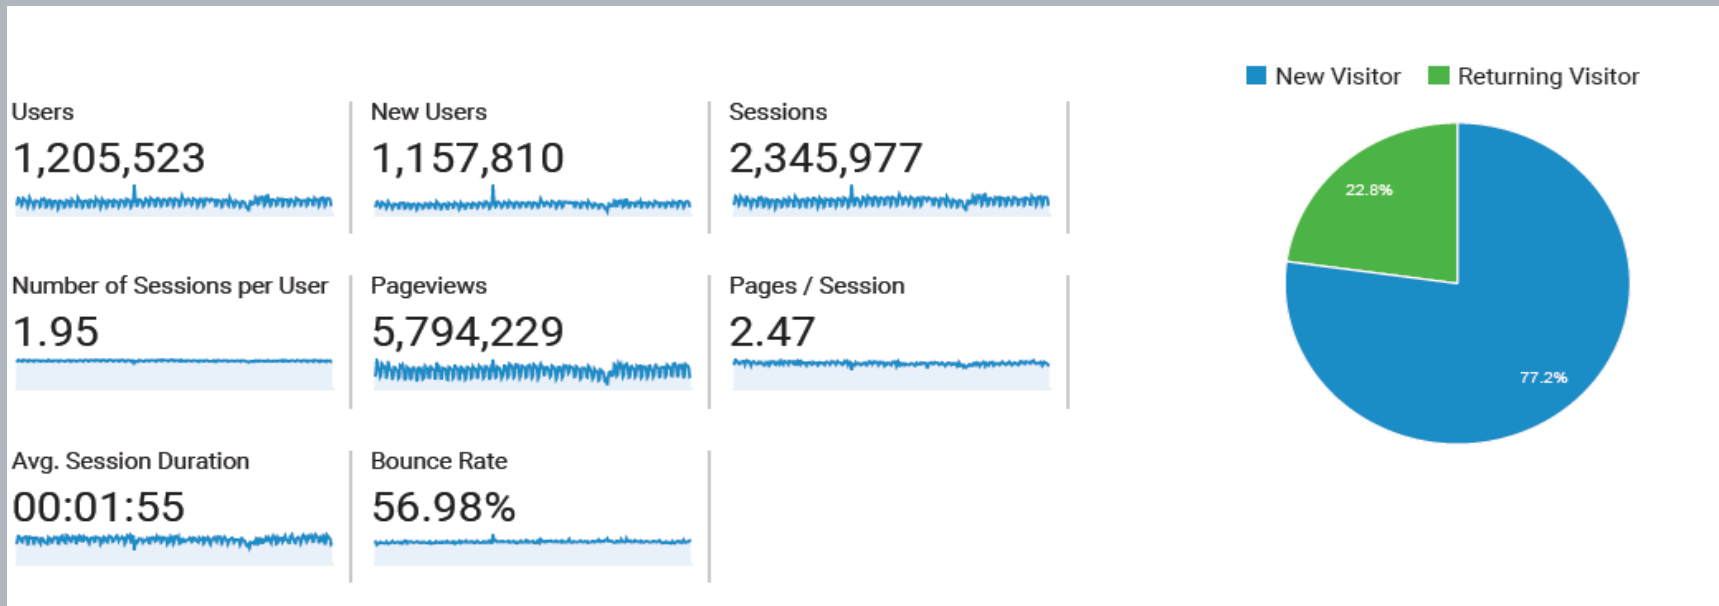 New Visitor
Returning Visitor
Users
New Users
Sessions
1,205,523
1,157,810
2,345,977
22.8%
Number of Sessions per User
Pageviews
Pages / Session
1.95
5,794,229
2.47
77.2%
Avg. Session Duration
Bounce Rate
00:01:55
56.98%